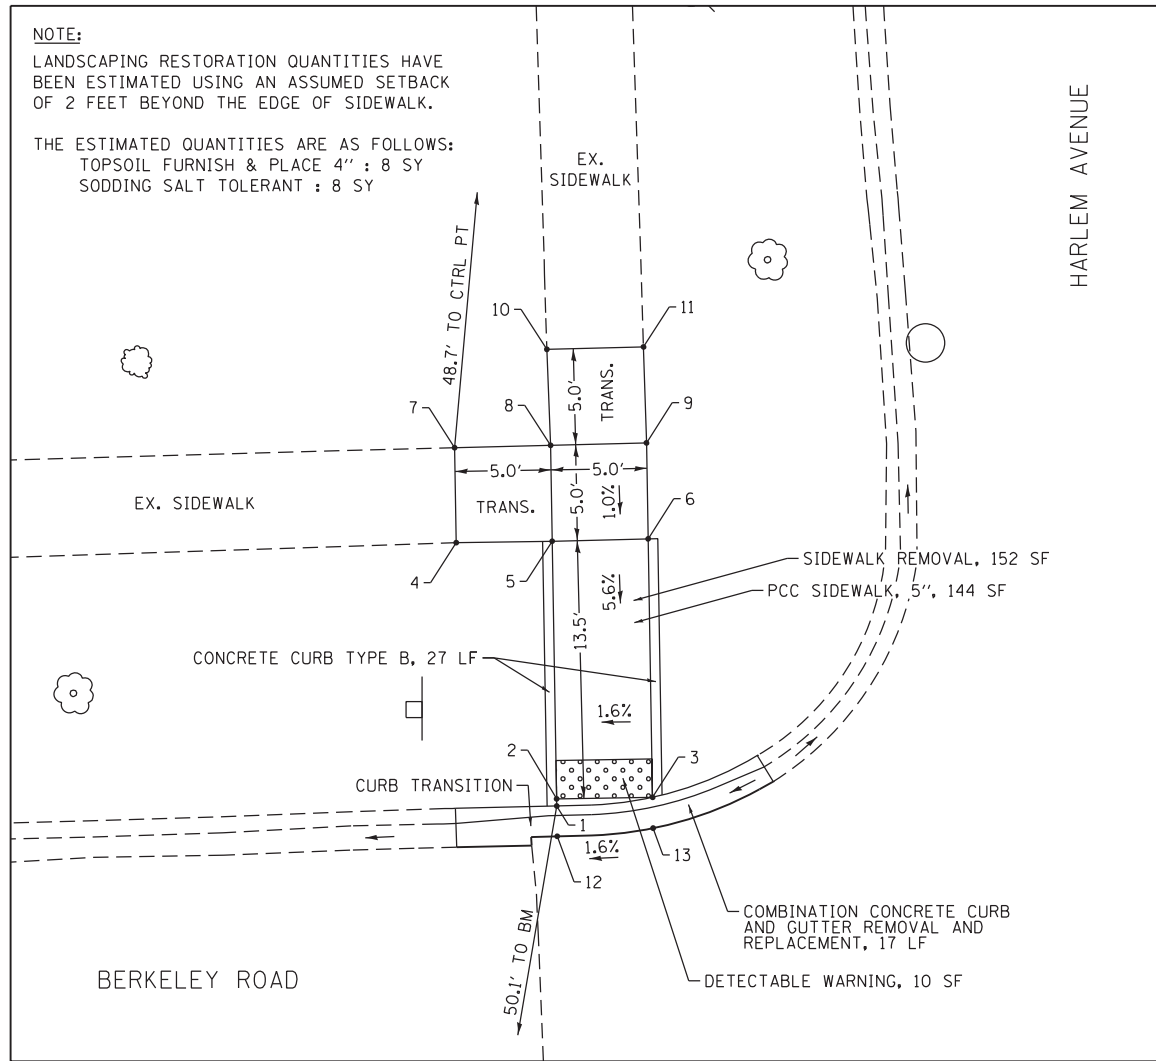 NOTE:
LANDSCAPING RESTORATION QUANTITIES HAVE
BEEN ESTIMATED USING AN ASSUMED SETBACK
OF 2 FEET BEYOND THE EDGE OF SIDEWALK.
THE ESTIMATED QUANTITIES ARE AS FOLLOWS:
TOPSOIL FURNISH & PLACE 4'' : 8 SY
SODDING SALT TOLERANT : 8 SY
HARLEM AVENUE
EX.
SIDEWALK
48.7' TO CTRL PT
10
11
5.0'
TRANS.
7
8
9
5.0'
5.0'
5.0'
1.0%
EX. SIDEWALK
TRANS.
6
4
5
SIDEWALK REMOVAL, 152 SF
PCC SIDEWALK, 5'', 144 SF
5.6%
13.5'
CONCRETE CURB TYPE B, 27 LF
1.6%
2
3
CURB TRANSITION
1
1.6%
12
13
50.1' TO BM
COMBINATION CONCRETE CURB
AND GUTTER REMOVAL AND
REPLACEMENT, 17 LF
DETECTABLE WARNING, 10 SF
BERKELEY ROAD